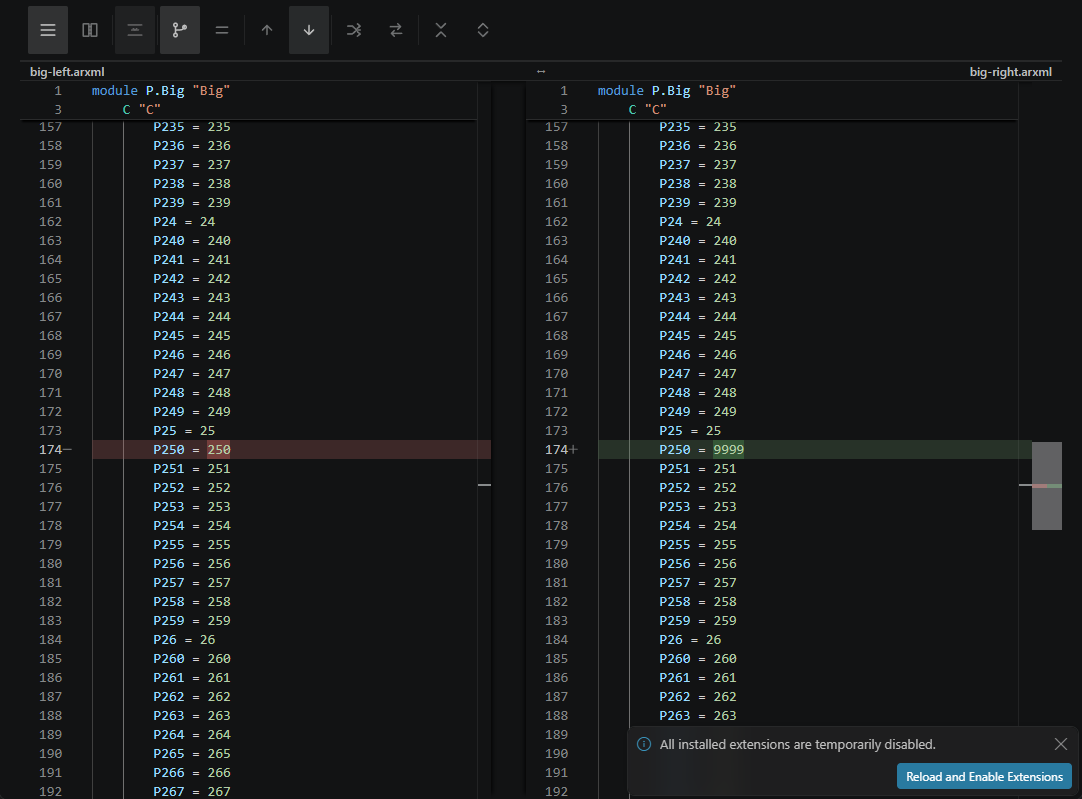 big-left.arxml ↔ big-right.arxml
1 module P.Big "Big" 1 module P.Big "Big"
3 C "C" 3 C "C"
157 P235 = 235 157 P235 = 235
158 P236 = 236 158 P236 = 236
159 P237 = 237 159 P237 = 237
160 P238 = 238 160 P238 = 238
161 P239 = 239 161 P239 = 239
162 P24 = 24 162 P24 = 24
163 P240 = 240 163 P240 = 240
164 P241 = 241 164 P241 = 241
165 P242 = 242 165 P242 = 242
166 P243 = 243 166 P243 = 243
167 P244 = 244 167 P244 = 244
168 P245 = 245 168 P245 = 245
169 P246 = 246 169 P246 = 246
170 P247 = 247 170 P247 = 247
171 P248 = 248 171 P248 = 248
172 P249 = 249 172 P249 = 249
173 P25 = 25 173 P25 = 25
174− P250 = 250 174+ P250 = 9999
175 P251 = 251 175 P251 = 251
176 P252 = 252 176 P252 = 252
177 P253 = 253 177 P253 = 253
178 P254 = 254 178 P254 = 254
179 P255 = 255 179 P255 = 255
180 P256 = 256 180 P256 = 256
181 P257 = 257 181 P257 = 257
182 P258 = 258 182 P258 = 258
183 P259 = 259 183 P259 = 259
184 P26 = 26 184 P26 = 26
185 P260 = 260 185 P260 = 260
186 P261 = 261 186 P261 = 261
187 P262 = 262 187 P262 = 262
188 P263 = 263 188 P263 = 263
189 P264 = 264 189
190 P265 = 265 190
191 P266 = 266 191
192 P267 = 267 192
All installed extensions are temporarily disabled.
Reload and Enable Extensions